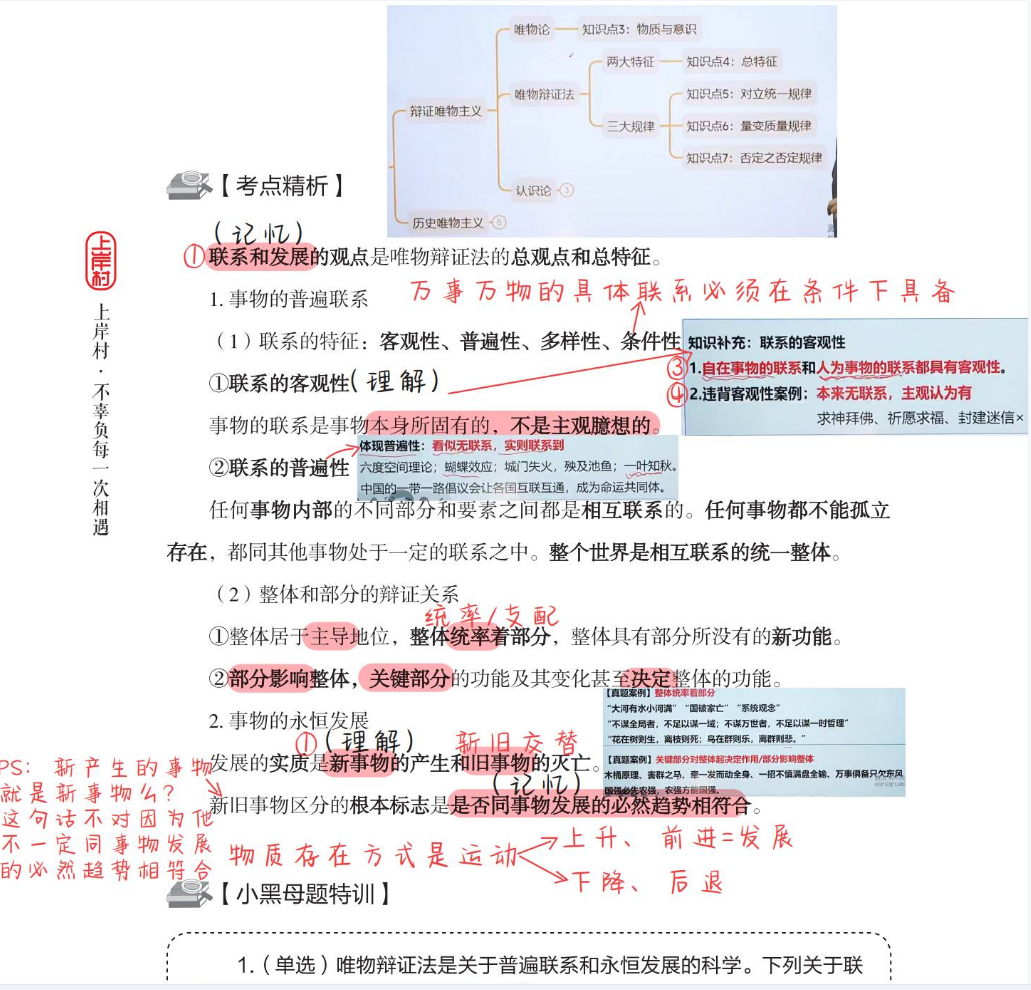 唯物论 知识点3：物质与意识
两大特征 知识点4：总特征
辩证唯物主义 唯物辩证法 知识点5：对立统一规律
三大规律 知识点6：量变质量规律
知识点7：否定之否定规律
认识论 3
历史唯物主义 8
【考点精析】
（记忆）
①联系和发展的观点是唯物辩证法的总观点和总特征。
1. 事物的普遍联系
万事万物的具体联系必须在条件下具备
（1）联系的特征：客观性、普遍性、多样性、条件性
知识补充：联系的客观性
③1.自在事物的联系和人为事物的联系都具有客观性。
④2.违背客观性案例：本来无联系，主观认为有
求神拜佛、祈愿求福、封建迷信×
①联系的客观性(理解)
事物的联系是事物本身所固有的，不是主观臆想的。
②联系的普遍性
体现普遍性：看似无联系，实则联系到
六度空间理论；蝴蝶效应；城门失火，殃及池鱼；一叶知秋。
中国的一带一路倡议会让各国互联互通，成为命运共同体。
任何事物内部的不同部分和要素之间都是相互联系的。任何事物都不能孤立
存在，都同其他事物处于一定的联系之中。整个世界是相互联系的统一整体。
（2）整体和部分的辩证关系
统率/支配
①整体居于主导地位，整体统率着部分，整体具有部分所没有的新功能。
②部分影响整体，关键部分的功能及其变化甚至决定整体的功能。
【真题案例】整体统率着部分
“大河有水小河满”“国破家亡”“系统观念”
“不谋全局者，不足以谋一域；不谋万世者，不足以谋一时哲理”
“花在树则生，离枝则死；鸟在群则乐，离群则悲。”
【真题案例】关键部分对整体起决定作用/部分影响整体
木桶原理、害群之马、牵一发而动全身、一招不慎满盘全输、万事俱备只欠东风
国强必先农强，农强方能国强。
2. 事物的永恒发展
①(理解) 新旧交替
发展的实质是新事物的产生和旧事物的灭亡。
(记忆)
新旧事物区分的根本标志是是否同事物发展的必然趋势相符合。
PS：新产生的事物
就是新事物么？
这句话不对因为他
不一定同事物发展
的必然趋势相符合
物质存在方式是运动
上升、前进=发展
下降、后退
【小黑母题特训】
1.（单选）唯物辩证法是关于普遍联系和永恒发展的科学。下列关于联
上岸村
上岸村·不辜负每一次相遇